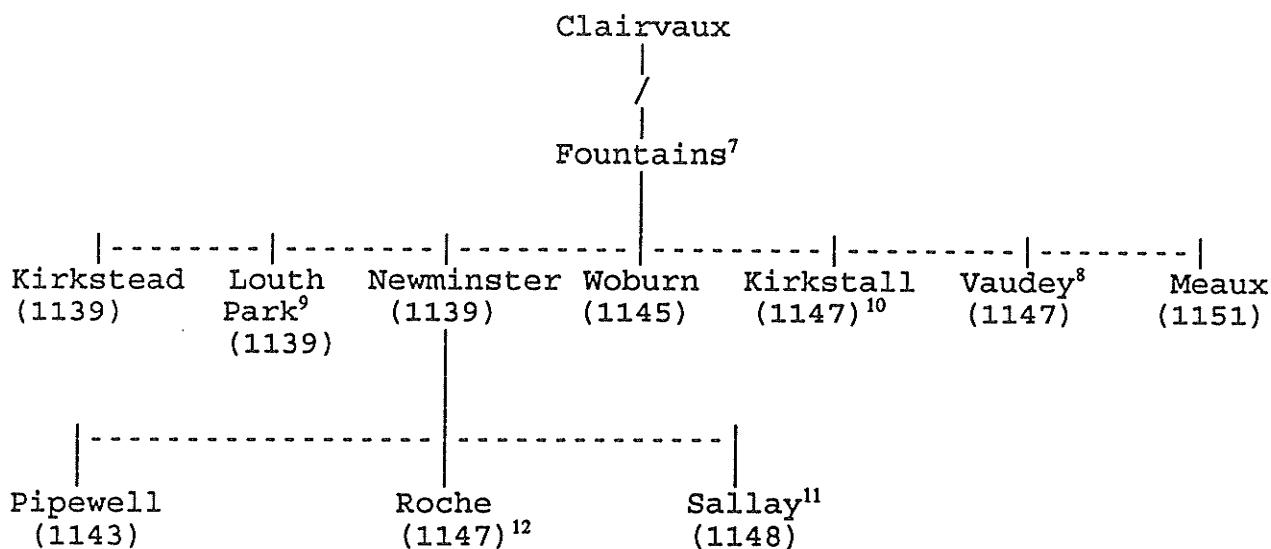 Clairvaux
Fountains7
Kirkstead Louth Newminster Woburn Kirkstall Vaudey8 Meaux
(1139) Park9 (1139) (1145) (1147)10 (1147) (1151)
(1139)
Pipewell Roche Sallay11
(1143) (1147)12 (1148)